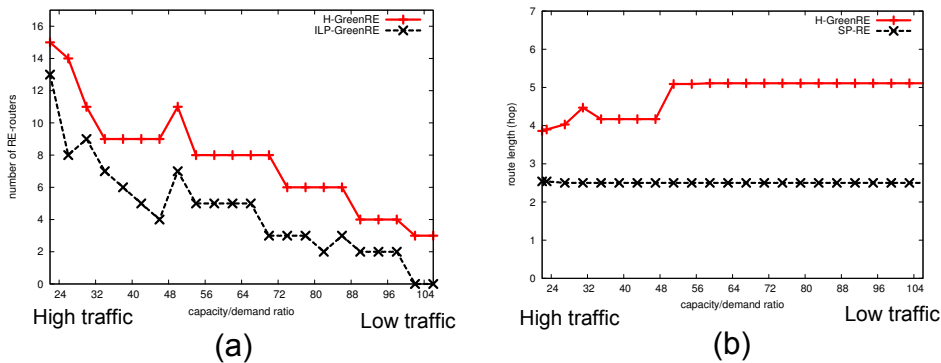 H-GreenRE
ILP-GreenRE
number of RE-routers
16
14
12
10
8
6
4
2
0
24 32 40 48 56 64 72 80 88 96 104
capacity/demand ratio
High traffic
Low traffic
(a)
H-GreenRE
SP-RE
route length (hop)
7
6
5
4
3
2
1
0
24 32 40 48 56 64 72 80 88 96 104
capacity/demand ratio
High traffic
Low traffic
(b)